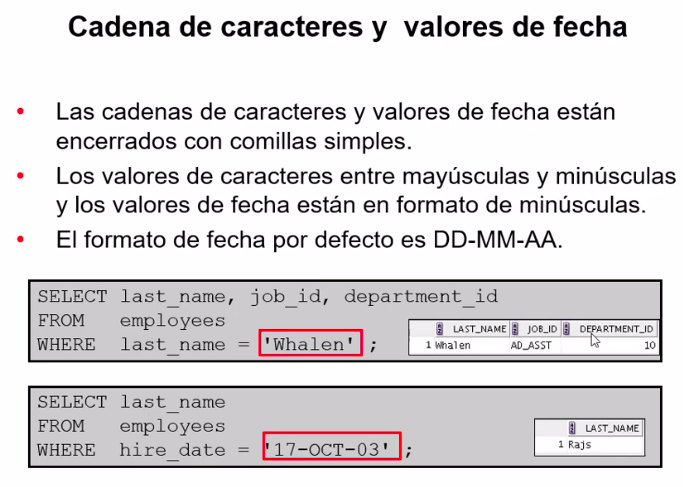 Cadena de caracteres y valores de fecha
• Las cadenas de caracteres y valores de fecha están
encerrados con comillas simples.
• Los valores de caracteres entre mayúsculas y minúsculas
y los valores de fecha están en formato de minúsculas.
• El formato de fecha por defecto es DD-MM-AA.
SELECT last_name, job_id, department_id
FROM employees
WHERE last_name = 'Whalen' ;
LAST_NAME JOB_ID DEPARTMENT_ID
1 Whalen AD_ASST 10
SELECT last_name
FROM employees
WHERE hire_date = '17-OCT-03' ;
LAST_NAME
1 Rajs